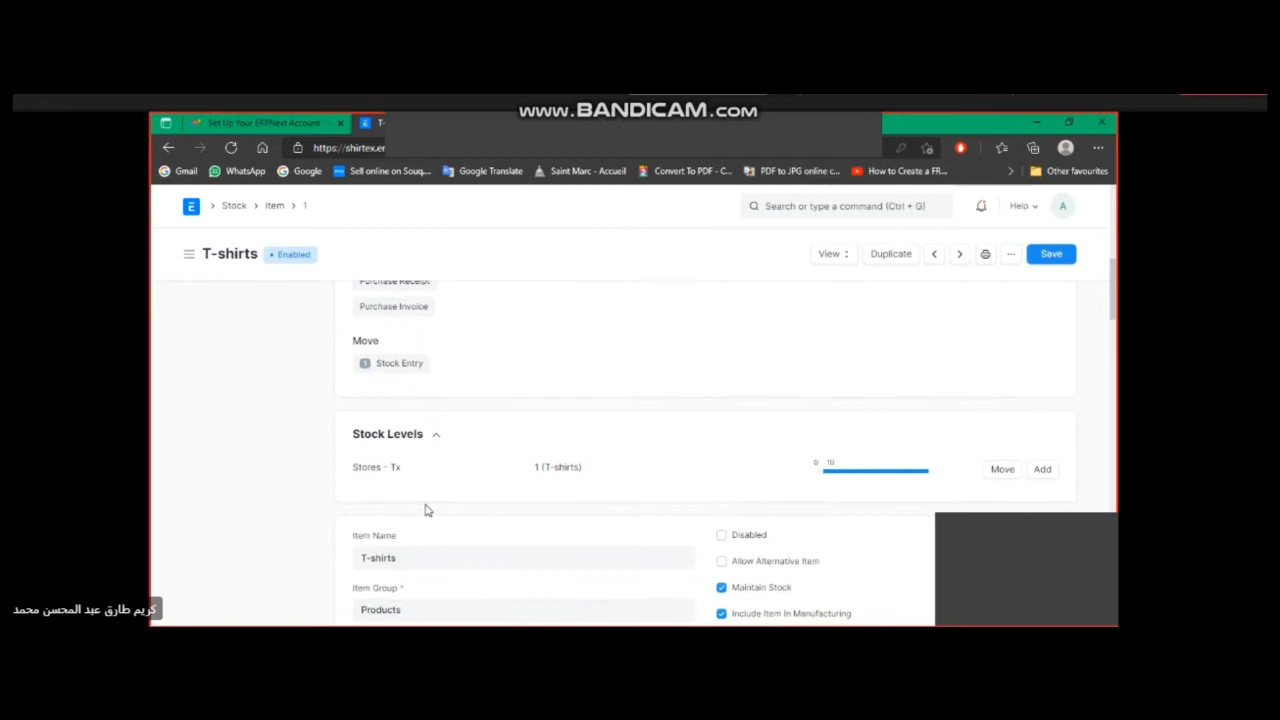 www.BANDICAM.com
Set Up Your ERPNext Account
T-
https://shirtex.er
Gmail WhatsApp Google Sell online on Souq,... Google Translate Saint Marc - Accueil Convert To PDF - C... PDF to JPG online c... How to Create a FR... Other favourites
E Stock Item 1 Search or type a command (Ctrl + G) Help A
T-shirts Enabled View Duplicate ... Save
Purchase Receipt
Purchase Invoice
Move
1 Stock Entry
Stock Levels
Stores - Tx 1 (T-shirts) 0 10 Move Add
Item Name Disabled
T-shirts Allow Alternative Item
Item Group * Maintain Stock
Products Include Item In Manufacturing
كريم طارق عبد المحسن محمد